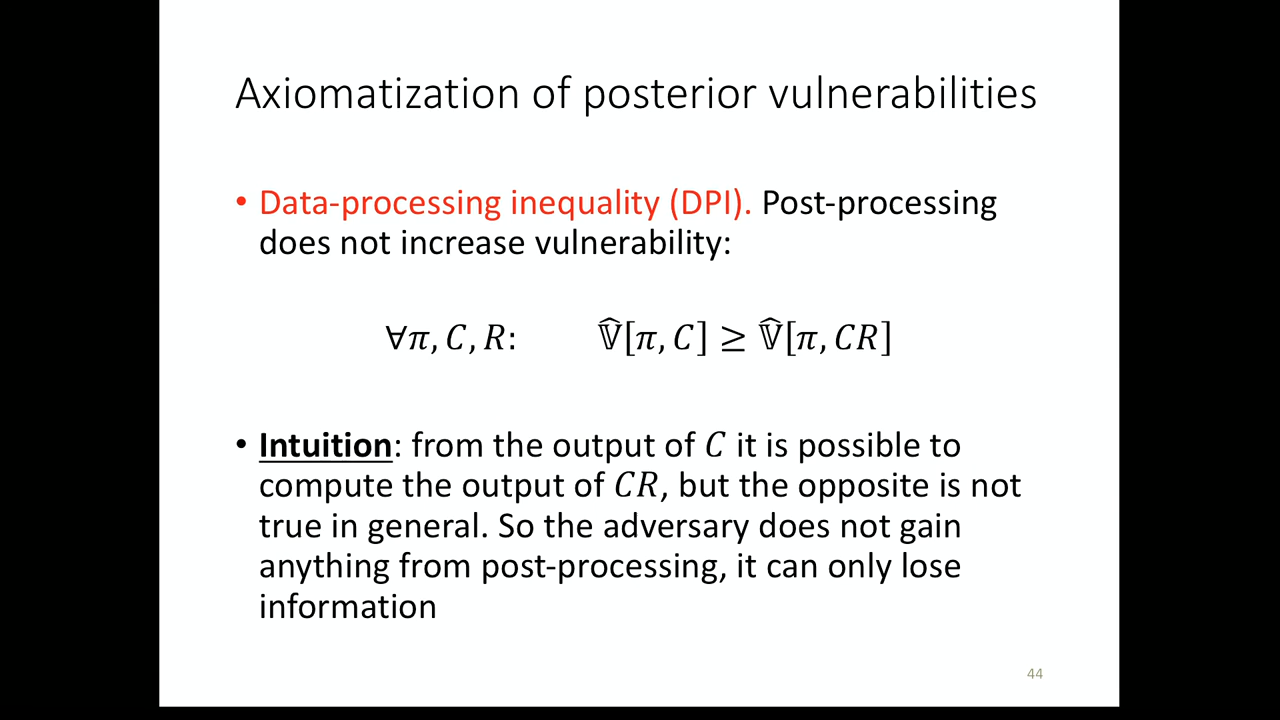 Axiomatization of posterior vulnerabilities
• Data-processing inequality (DPI). Post-processing
does not increase vulnerability:
∀π, C, R: 𝕍̂[π, C] ≥ 𝕍̂[π, CR]
• Intuition: from the output of C it is possible to
compute the output of CR, but the opposite is not
true in general. So the adversary does not gain
anything from post-processing, it can only lose
information
44